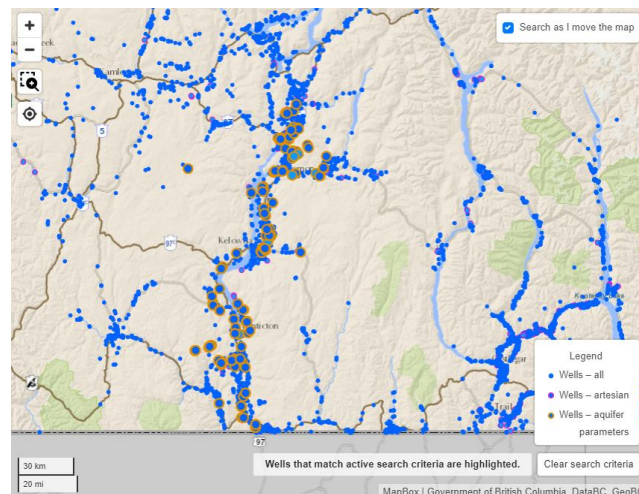 +
Search as I move the map
−
5
97C
Kelowna
97
Legend
Wells – all
Wells – artesian
Wells – aquifer
parameters
Trail
30 km
20 mi
Wells that match active search criteria are highlighted.
Clear search criteria
MapBox | Government of British Columbia, DataBC, GeoB